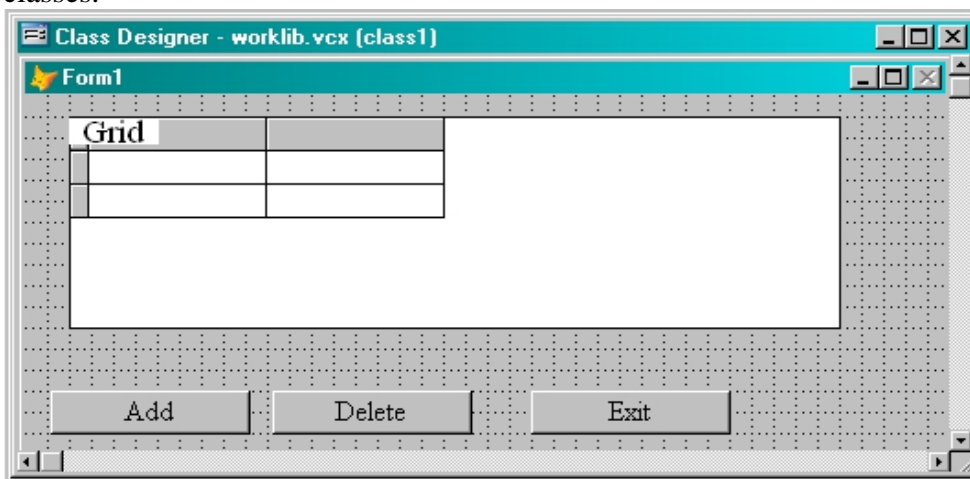 classes.
Class Designer - worklib.vcx (class1)
Form1
Grid
Add Delete Exit